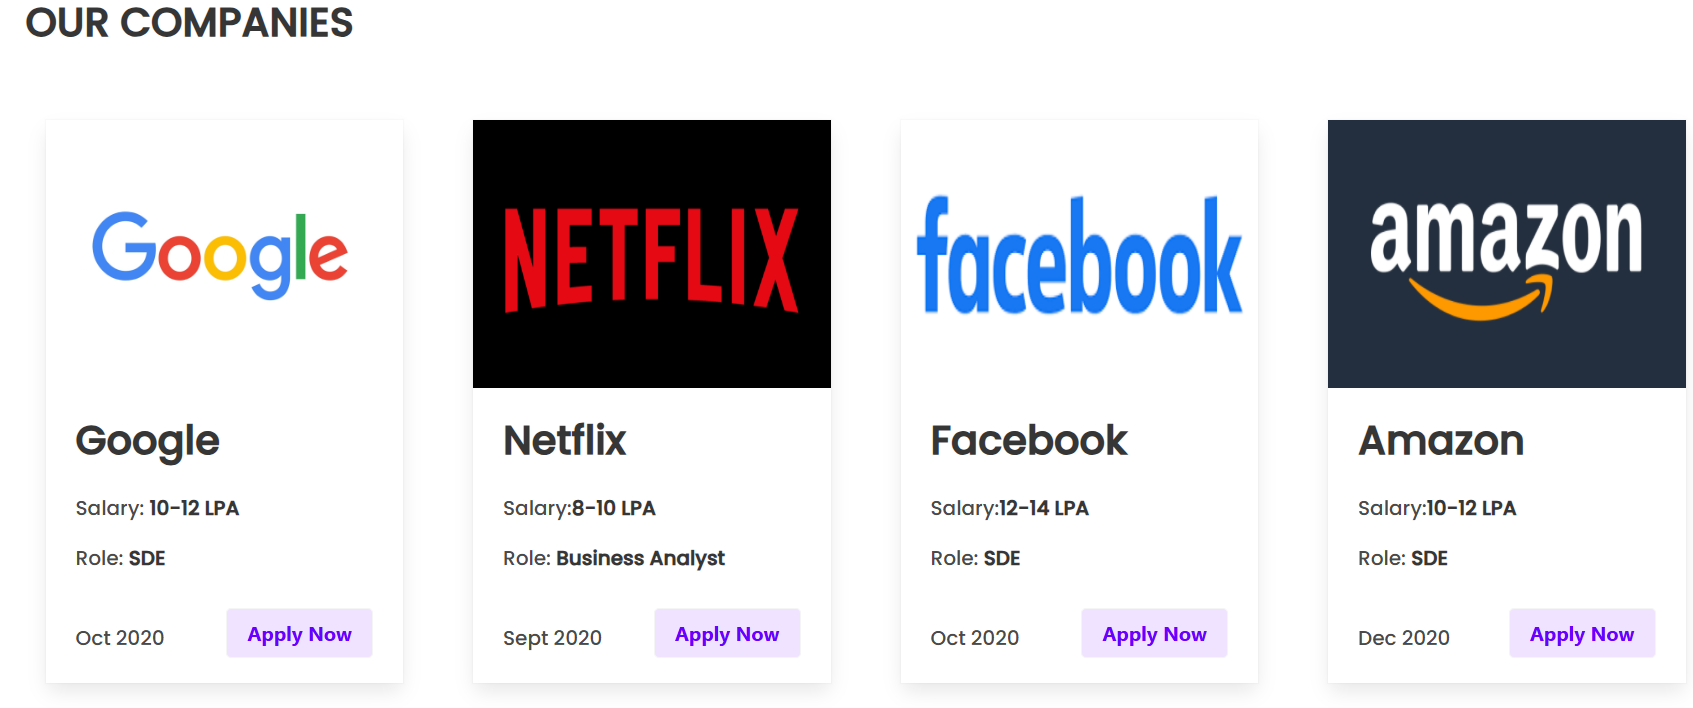 OUR COMPANIES
Google
Google
Salary: 10-12 LPA
Role: SDE
Oct 2020
Apply Now
NETFLIX
Netflix
Salary:8-10 LPA
Role: Business Analyst
Sept 2020
Apply Now
facebook
Facebook
Salary:12-14 LPA
Role: SDE
Oct 2020
Apply Now
amazon
Amazon
Salary:10-12 LPA
Role: SDE
Dec 2020
Apply Now